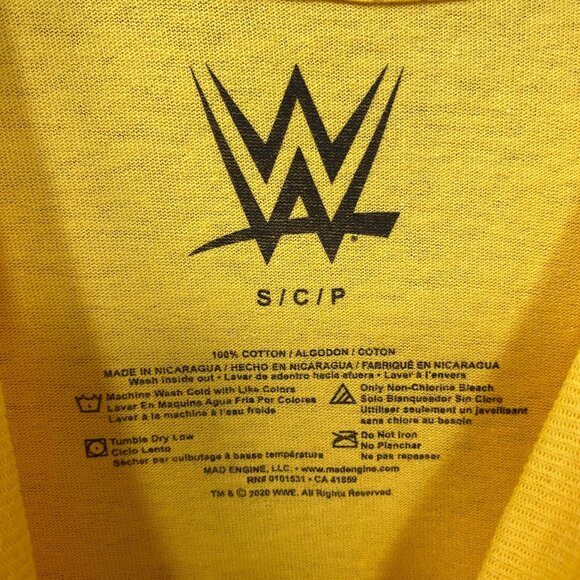 W
S / C / P
100% COTTON / ALGODON / COTON
MADE IN NICARAGUA / HECHO EN NICARAGUA / FABRIQUÉ EN NICARAGUA
Wash inside out • Lavar de adentro hacia afuera • Laver à l'envers
Machine Wash Cold with Like Colors
Lavar En Maquina Agua Fria Por Colores
Laver à la machine à l'eau froide
Only Non-Chlorine Bleach
Solo Blanqueador Sin Cloro
Utiliser seulement un javellisant
sans chlore au besoin
Tumble Dry Low
Ciclo Lento
Sécher par culbutage à basse température
Do Not Iron
No Planchar
Ne pas repasser
MAD ENGINE, LLC. • www.madengine.com
RN# 0101531 • CA 41859
TM & © 2020 WWE. All Rights Reserved.